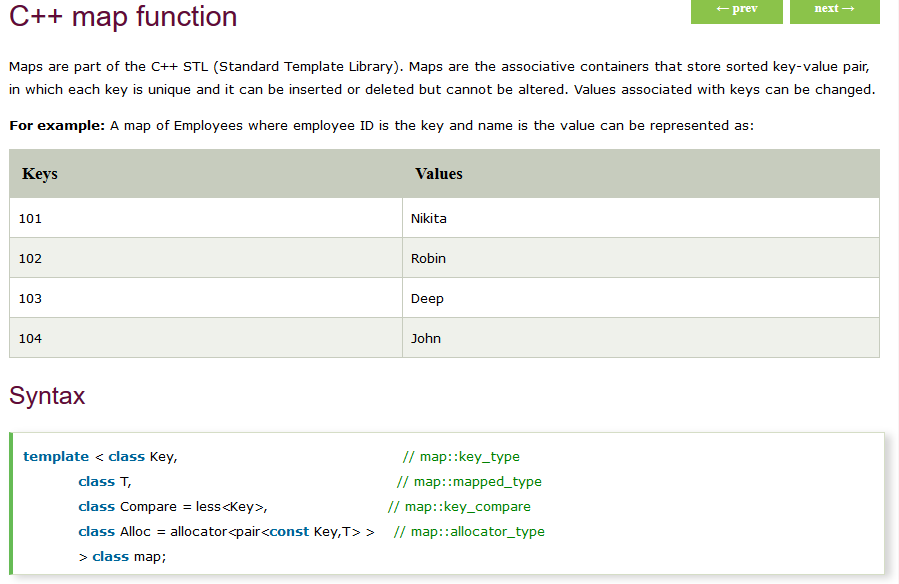 C++ map function
← prev next →
Maps are part of the C++ STL (Standard Template Library). Maps are the associative containers that store sorted key-value pair,
in which each key is unique and it can be inserted or deleted but cannot be altered. Values associated with keys can be changed.
For example: A map of Employees where employee ID is the key and name is the value can be represented as:
Keys Values
101 Nikita
102 Robin
103 Deep
104 John
Syntax
template < class Key, // map::key_type
class T, // map::mapped_type
class Compare = less<Key>, // map::key_compare
class Alloc = allocator<pair<const Key,T> > // map::allocator_type
> class map;